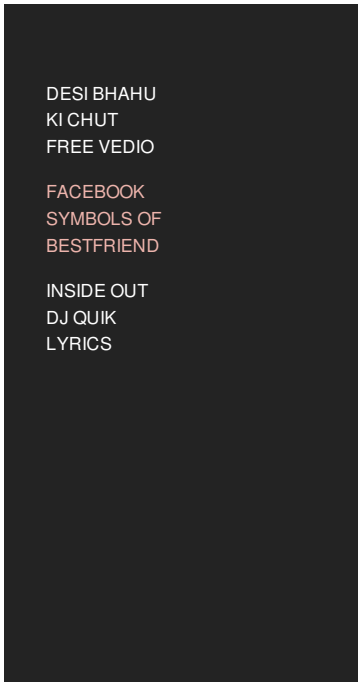 DESI BHAHU
KI CHUT
FREE VEDIO
FACEBOOK
SYMBOLS OF
BESTFRIEND
INSIDE OUT
DJ QUIK
LYRICS